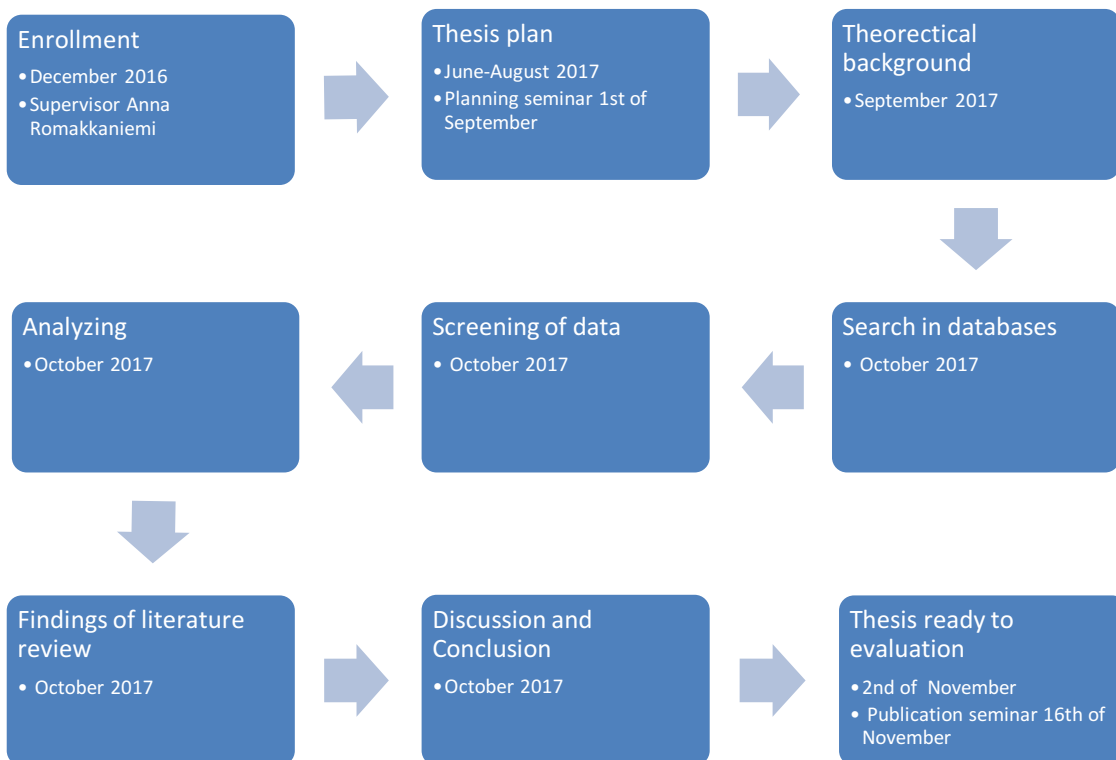 Enrollment
• December 2016
• Supervisor Anna
Romakkaniemi
Thesis plan
• June-August 2017
• Planning seminar 1st of
September
Theorectical
background
• September 2017
Search in databases
• October 2017
Screening of data
• October 2017
Analyzing
• October 2017
Findings of literature
review
• October 2017
Discussion and
Conclusion
• October 2017
Thesis ready to
evaluation
• 2nd of November
• Publication seminar 16th of
November